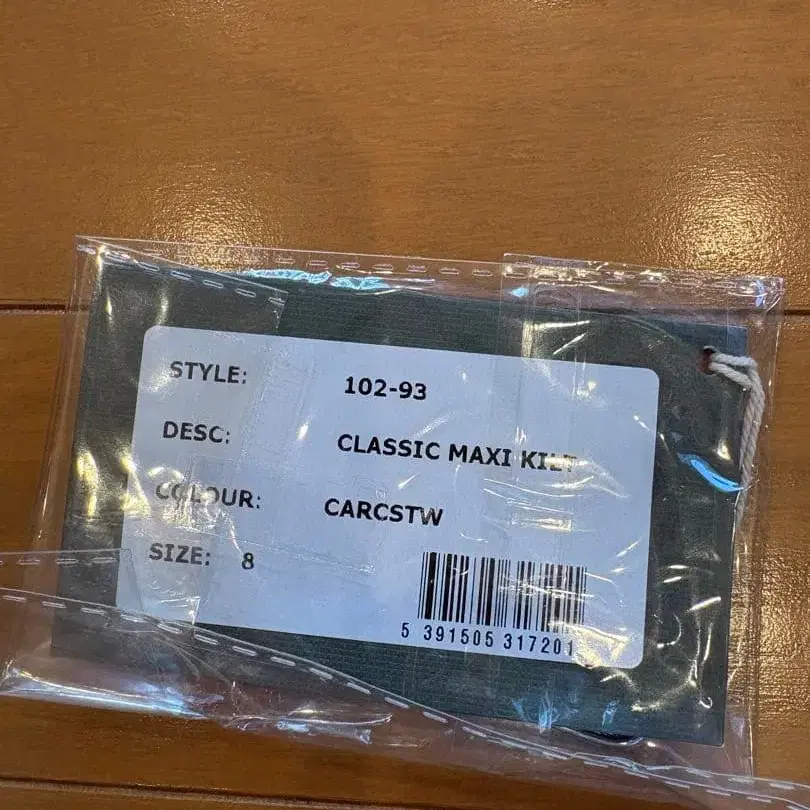 STYLE: 102-93
DESC: CLASSIC MAXI KILT
COLOUR: CARCSTW
SIZE: 8
5 391505 317201